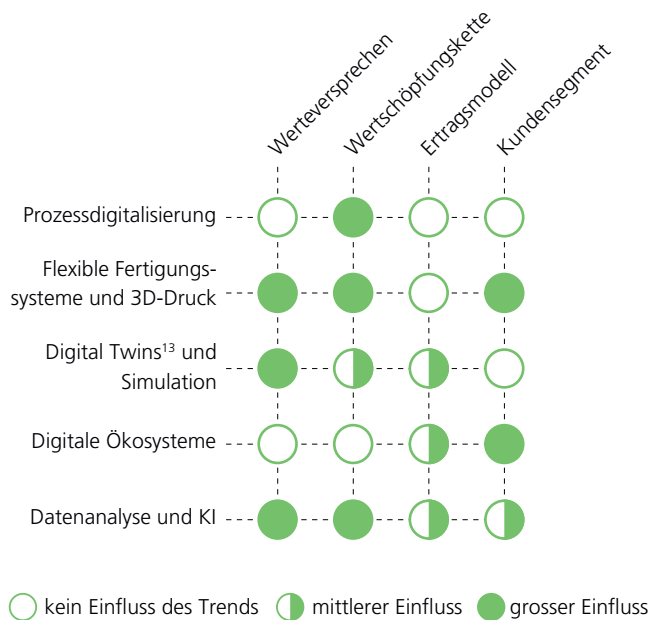 Werteversprechen
Wertschöpfungskette
Ertragsmodell
Kundensegment
Prozessdigitalisierung
Flexible Fertigungs-
systeme und 3D-Druck
Digital Twins¹³ und
Simulation
Digitale Ökosysteme
Datenanalyse und KI
kein Einfluss des Trends
mittlerer Einfluss
grosser Einfluss